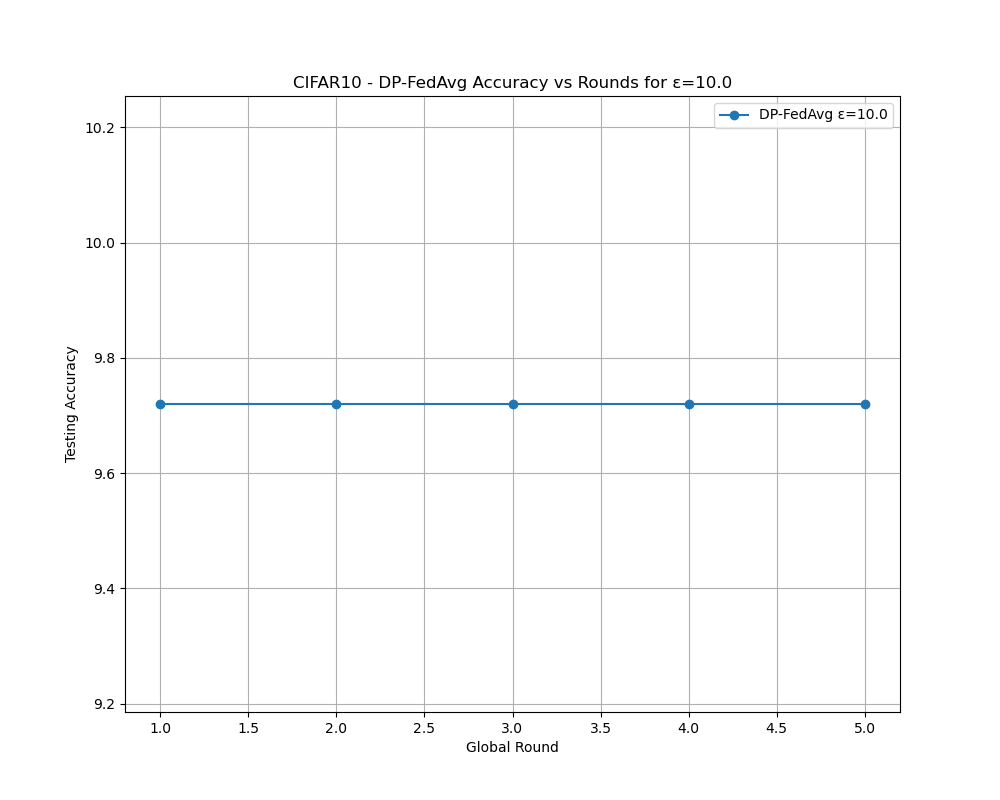 CIFAR10 - DP-FedAvg Accuracy vs Rounds for ε=10.0
DP-FedAvg ε=10.0
Testing Accuracy
10.2
10.0
9.8
9.6
9.4
9.2
1.0 1.5 2.0 2.5 3.0 3.5 4.0 4.5 5.0
Global Round